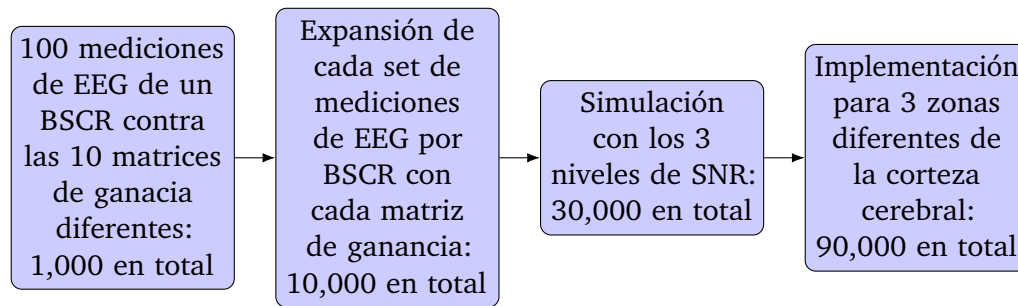 100 mediciones
de EEG de un
BSCR contra
las 10 matrices
de ganacia
diferentes:
1,000 en total
Expansión de
cada set de
mediciones
de EEG por
BSCR con
cada matriz
de ganancia:
10,000 en total
Simulación
con los 3
niveles de SNR:
30,000 en total
Implementación
para 3 zonas
diferentes de
la corteza
cerebral:
90,000 en total